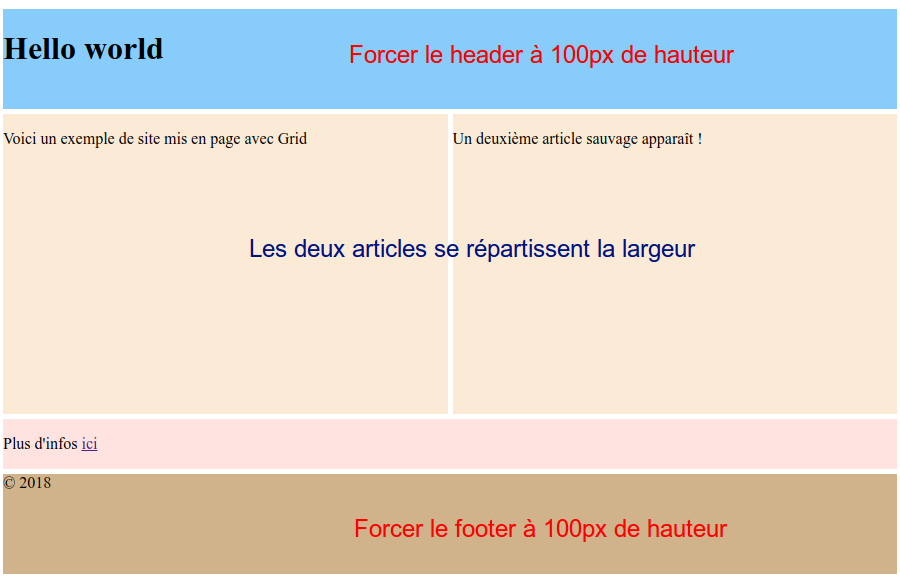 Hello world
Forcer le header à 100px de hauteur
Voici un exemple de site mis en page avec Grid
Un deuxième article sauvage apparaît !
Les deux articles se répartissent la largeur
Plus d'infos ici
© 2018
Forcer le footer à 100px de hauteur